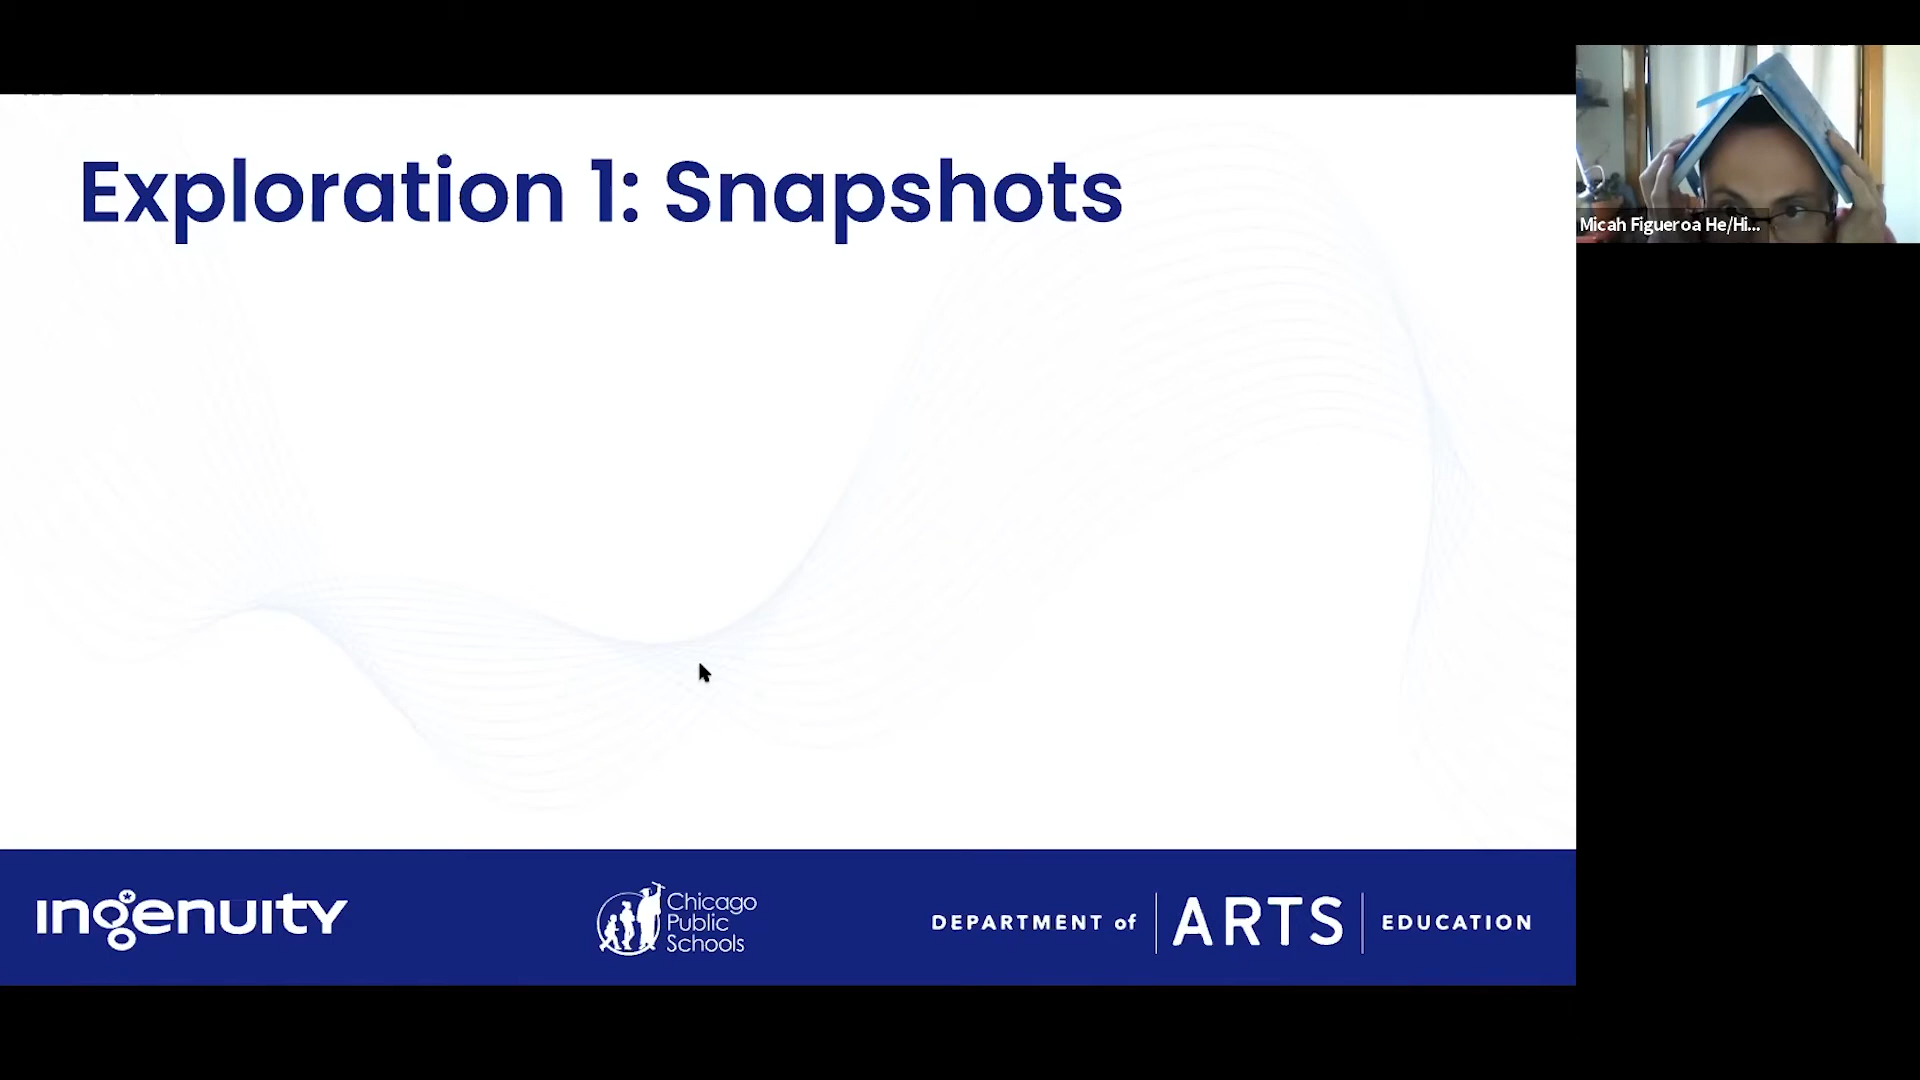 Exploration 1: Snapshots
Micah Figueroa He/Hi...
ingenuity
Chicago
Public
Schools
DEPARTMENT of ARTS EDUCATION